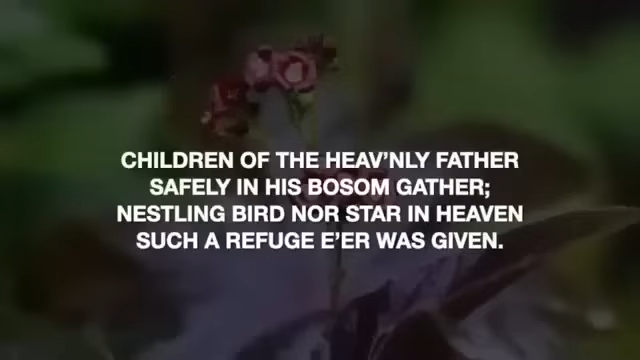 CHILDREN OF THE HEAV’NLY FATHER
SAFELY IN HIS BOSOM GATHER;
NESTLING BIRD NOR STAR IN HEAVEN
SUCH A REFUGE E’ER WAS GIVEN.